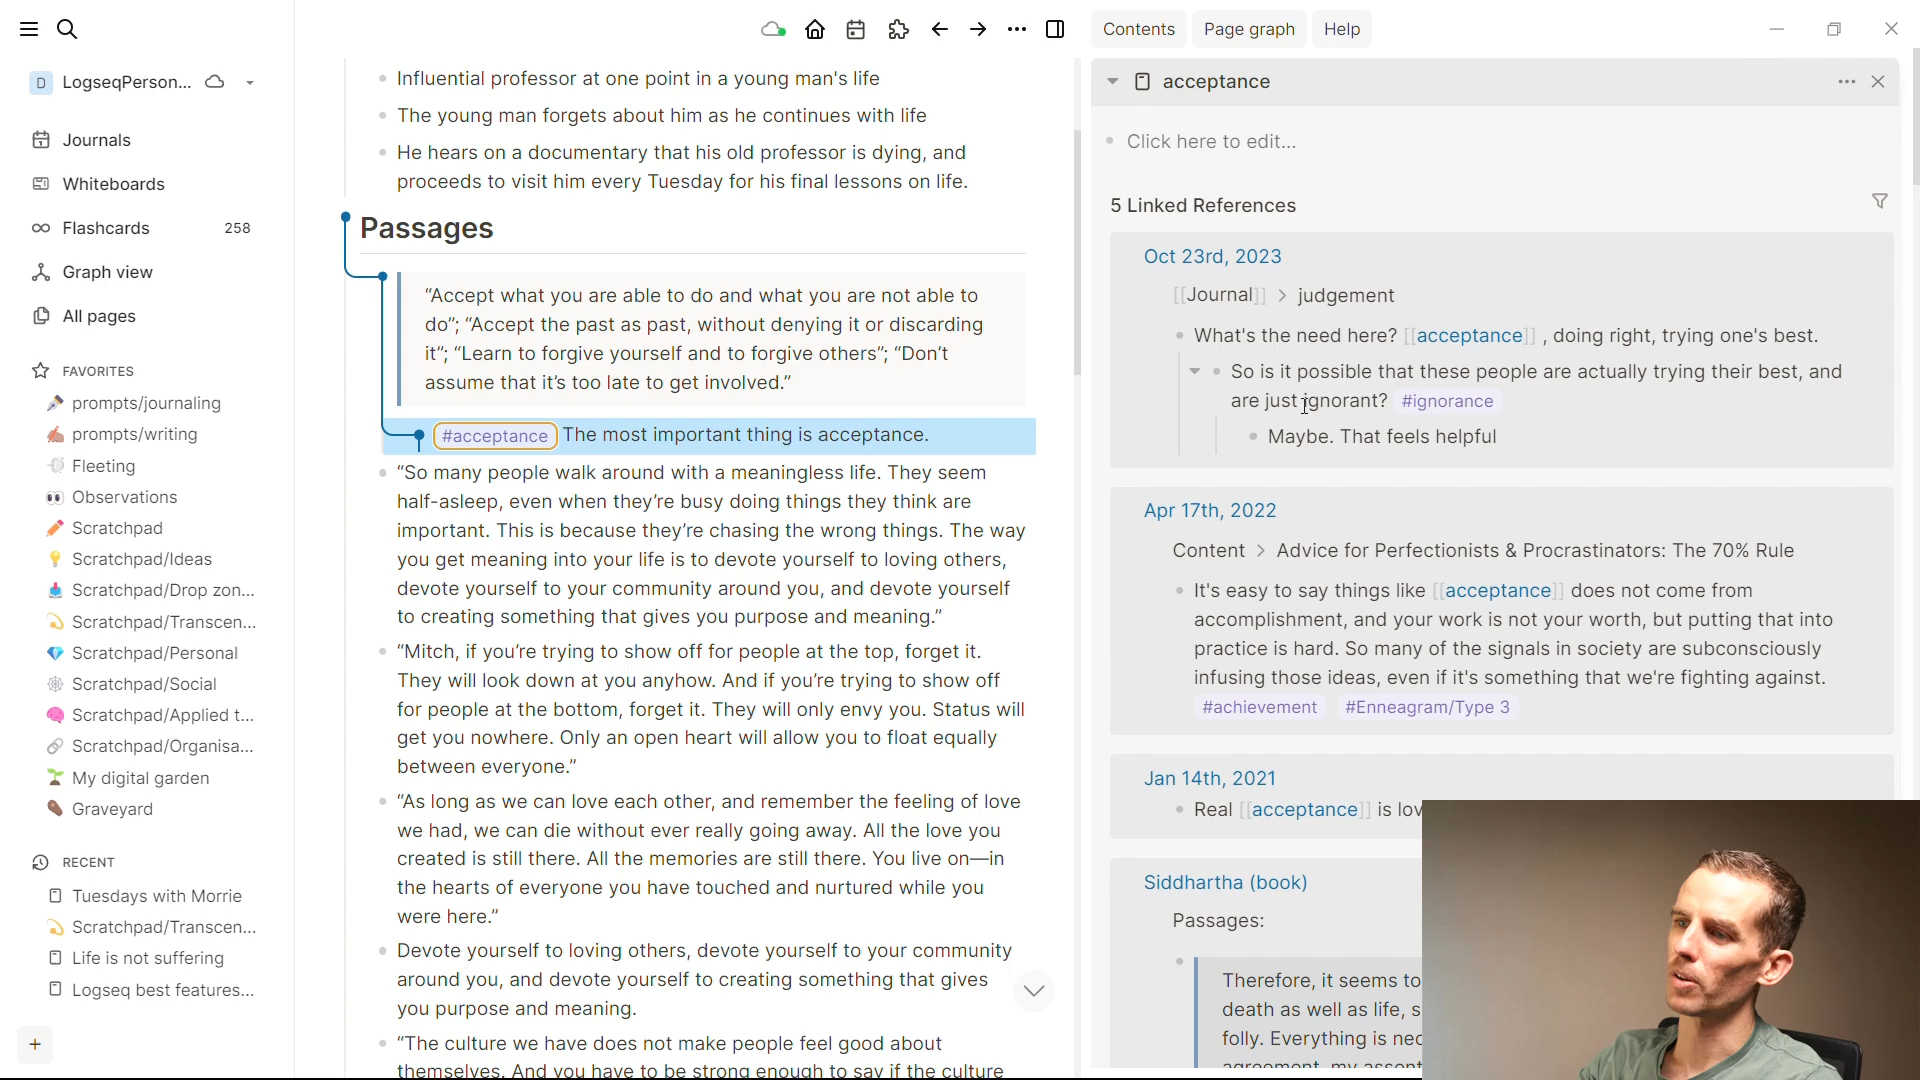 D LogseqPerson...
Journals
Whiteboards
Flashcards 258
Graph view
All pages
FAVORITES
prompts/journaling
prompts/writing
Fleeting
Observations
Scratchpad
Scratchpad/Ideas
Scratchpad/Drop zon...
Scratchpad/Transcen...
Scratchpad/Personal
Scratchpad/Social
Scratchpad/Applied t...
Scratchpad/Organisa...
My digital garden
Graveyard
RECENT
Tuesdays with Morrie
Scratchpad/Transcen...
Life is not suffering
Logseq best features...
Influential professor at one point in a young man's life
The young man forgets about him as he continues with life
He hears on a documentary that his old professor is dying, and
proceeds to visit him every Tuesday for his final lessons on life.
Passages
“Accept what you are able to do and what you are not able to
do”; “Accept the past as past, without denying it or discarding
it”; “Learn to forgive yourself and to forgive others”; “Don’t
assume that it’s too late to get involved.”
#acceptance The most important thing is acceptance.
“So many people walk around with a meaningless life. They seem
half-asleep, even when they’re busy doing things they think are
important. This is because they’re chasing the wrong things. The way
you get meaning into your life is to devote yourself to loving others,
devote yourself to your community around you, and devote yourself
to creating something that gives you purpose and meaning.”
“Mitch, if you’re trying to show off for people at the top, forget it.
They will look down at you anyhow. And if you’re trying to show off
for people at the bottom, forget it. They will only envy you. Status will
get you nowhere. Only an open heart will allow you to float equally
between everyone.”
“As long as we can love each other, and remember the feeling of love
we had, we can die without ever really going away. All the love you
created is still there. All the memories are still there. You live on—in
the hearts of everyone you have touched and nurtured while you
were here.”
Devote yourself to loving others, devote yourself to your community
around you, and devote yourself to creating something that gives
you purpose and meaning.
“The culture we have does not make people feel good about
themselves. And you have to be strong enough to say if the culture
Contents Page graph Help
acceptance
Click here to edit...
5 Linked References
Oct 23rd, 2023
[[Journal]] > judgement
What's the need here? [[acceptance]] , doing right, trying one's best.
So is it possible that these people are actually trying their best, and
are just ignorant? #ignorance
Maybe. That feels helpful
Apr 17th, 2022
Content > Advice for Perfectionists & Procrastinators: The 70% Rule
It's easy to say things like [[acceptance]] does not come from
accomplishment, and your work is not your worth, but putting that into
practice is hard. So many of the signals in society are subconsciously
infusing those ideas, even if it's something that we're fighting against.
#achievement #Enneagram/Type 3
Jan 14th, 2021
Real [[acceptance]] is lov
Siddhartha (book)
Passages:
Therefore, it seems to
death as well as life, s
folly. Everything is nec
agreement, my assent